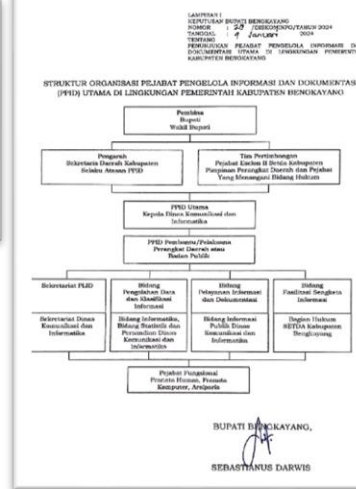 LAMPIRAN I
KEPUTUSAN BUPATI BENGKAYANG
NOMOR : 29 /DISKOMINFO/TAHUN 2024
TANGGAL : 9 Januari 2024
TENTANG
PENUNJUKAN PEJABAT PENGELOLA INFORMASI DA
DOKUMENTASI UTAMA DI LINGKUNGAN PEMERINTA
KABUPATEN BENGKAYANG
STRUKTUR ORGANISASI PEJABAT PENGELOLA INFORMASI DAN DOKUMENTAS
(PPID) UTAMA DI LINGKUNGAN PEMERINTAH KABUPATEN BENGKAYANG
Pembina
Bupati
Wakil Bupati
Pengarah
Sekretaris Daerah Kabupaten
Selaku Atasan PPID
Tim Pertimbangan
Pejabat Eselon II Setda Kabupaten
Pimpinan Perangkat Daerah dan Pejabat
Yang Menangani Bidang Hukum
PPID Utama
Kepala Dinas Komunikasi dan
Informatika
PPID Pembantu/Pelaksana
Perangkat Daerah atau
Badan Publik
Sekretariat PLID
Sekretariat Dinas
Komunikasi dan
Informatika
Bidang
Pengolahan Data
dan Klasifikasi
Informasi
Bidang Informatika,
Bidang Statistik dan
Persandian Dinas
Komunikasi dan
Informatika
Bidang
Pelayanan Informasi
dan Dokumentasi
Bidang Informasi
Publik Dinas
Komunikasi dan
Informatika
Bidang
Fasilitasi Sengketa
Informasi
Bagian Hukum
SETDA Kabupaten
Bengkayang
Pejabat Fungsional
Pranata Humas, Pranata
Komputer, Arsiparis
BUPATI BENGKAYANG,
SEBASTIANUS DARWIS